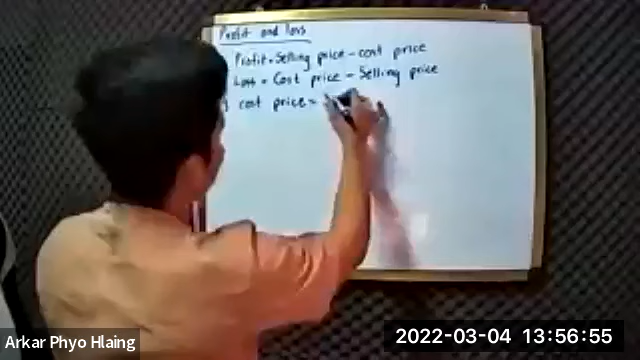 Profit and loss
Profit = Selling price - cost price
Loss = Cost price - Selling price
cost price =
Arkar Phyo Hlaing
2022-03-04 13:56:55